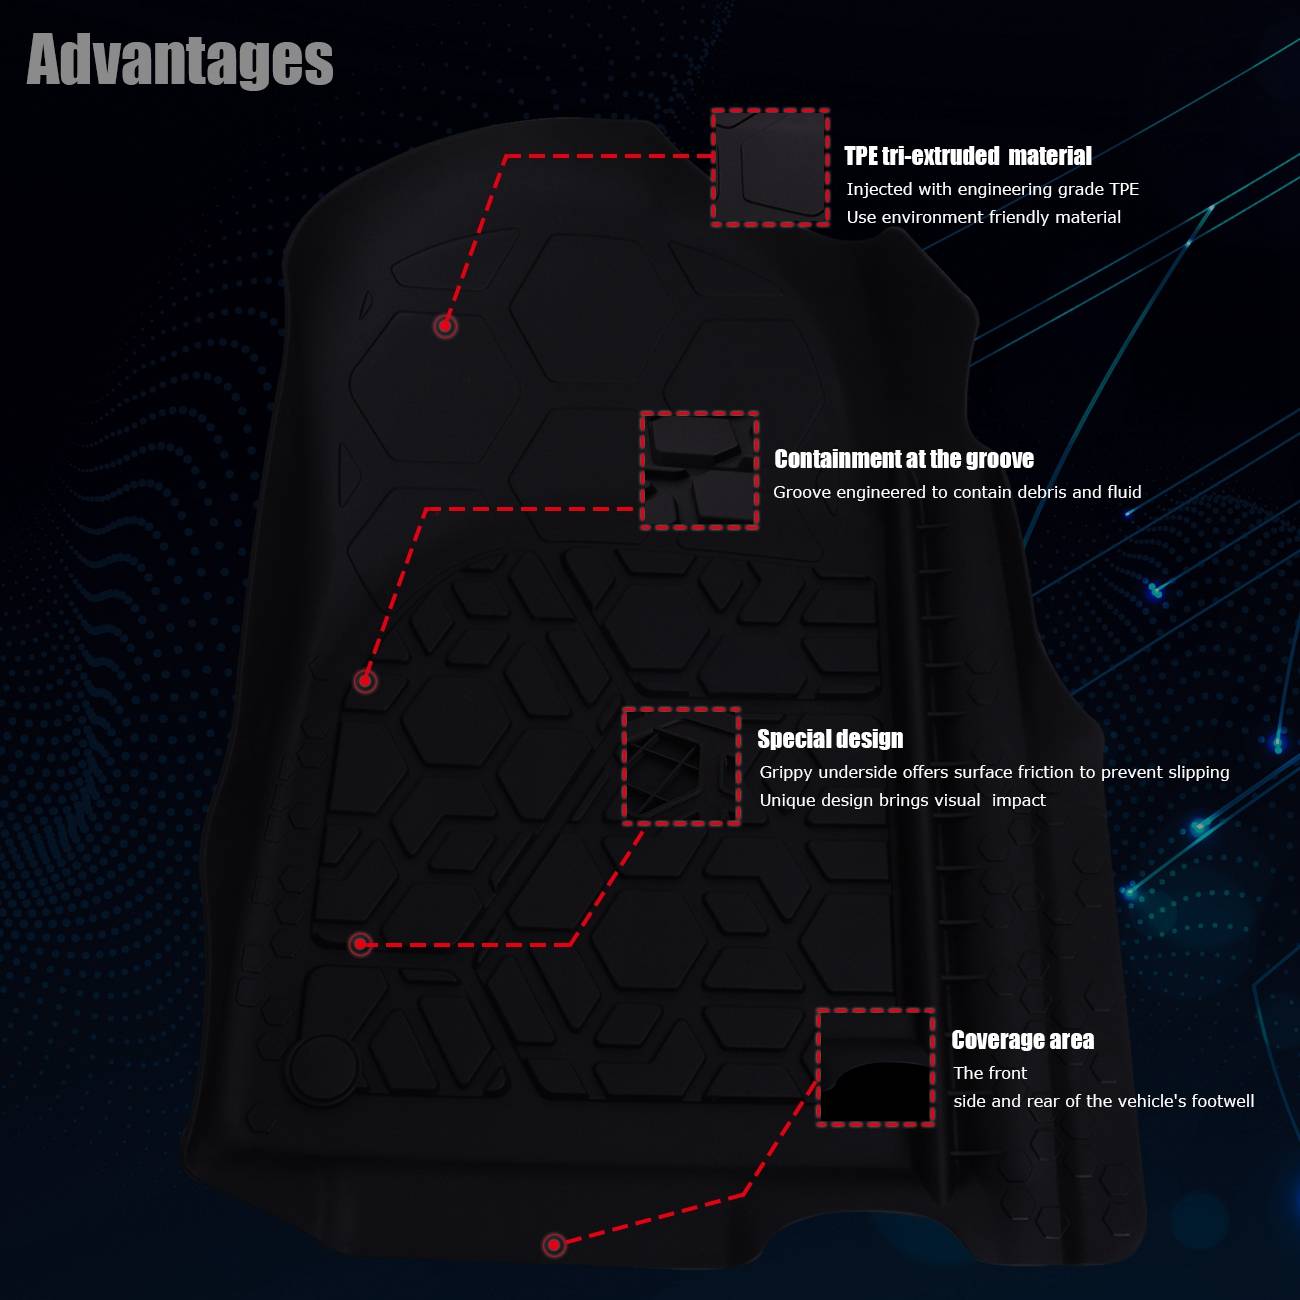 Advantages
TPE tri-extruded  material
Injected with engineering grade TPE
Use environment friendly material
Containment at the groove
Groove engineered to contain debris and fluid
Special design
Grippy underside offers surface friction to prevent slipping
Unique design brings visual  impact
Coverage area
The front
side and rear of the vehicle's footwell